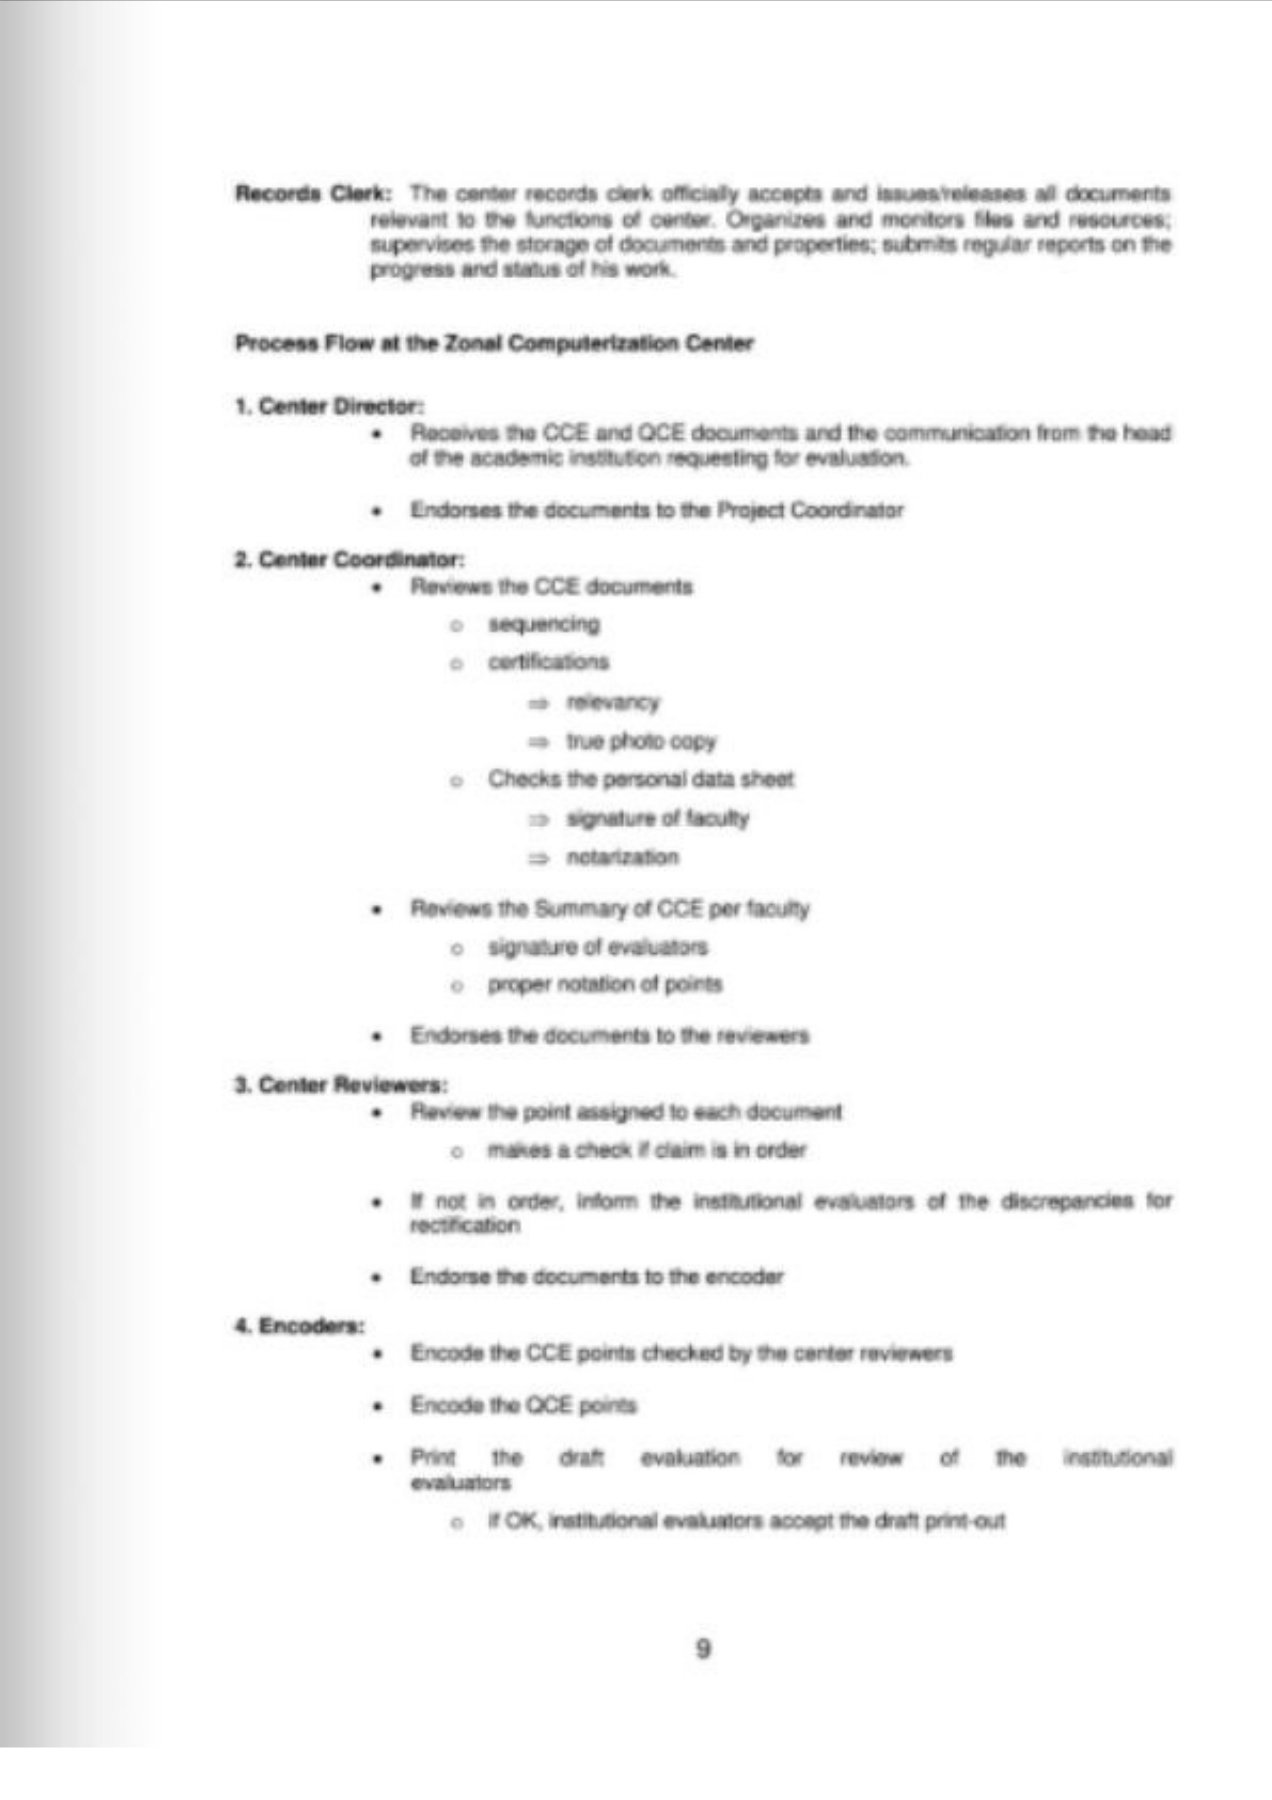 Records Clerk: The center records clerk officially accepts and issues/releases all documents
relevant to the functions of center. Organizes and monitors files and resources;
supervises the storage of documents and properties; submits regular reports on the
progress and status of his work.
Process Flow at the Zonal Computerization Center
1. Center Director:
• Receives the CCE and QCE documents and the communication from the head
of the academic institution requesting for evaluation.
• Endorses the documents to the Project Coordinator
2. Center Coordinator:
• Reviews the CCE documents
o sequencing
o certifications
⇒ relevancy
⇒ true photo copy
o Checks the personal data sheet
⇒ signature of faculty
⇒ notarization
• Reviews the Summary of CCE per faculty
o signature of evaluators
o proper notation of points
• Endorses the documents to the reviewers
3. Center Reviewers:
• Review the point assigned to each document
o makes a check if claim is in order
• If not in order, inform the institutional evaluators of the discrepancies for
rectification
• Endorse the documents to the encoder
4. Encoders:
• Encode the CCE points checked by the center reviewers
• Encode the QCE points
• Print the draft evaluation for review of the institutional
evaluators
o if OK, institutional evaluators accept the draft print-out
9